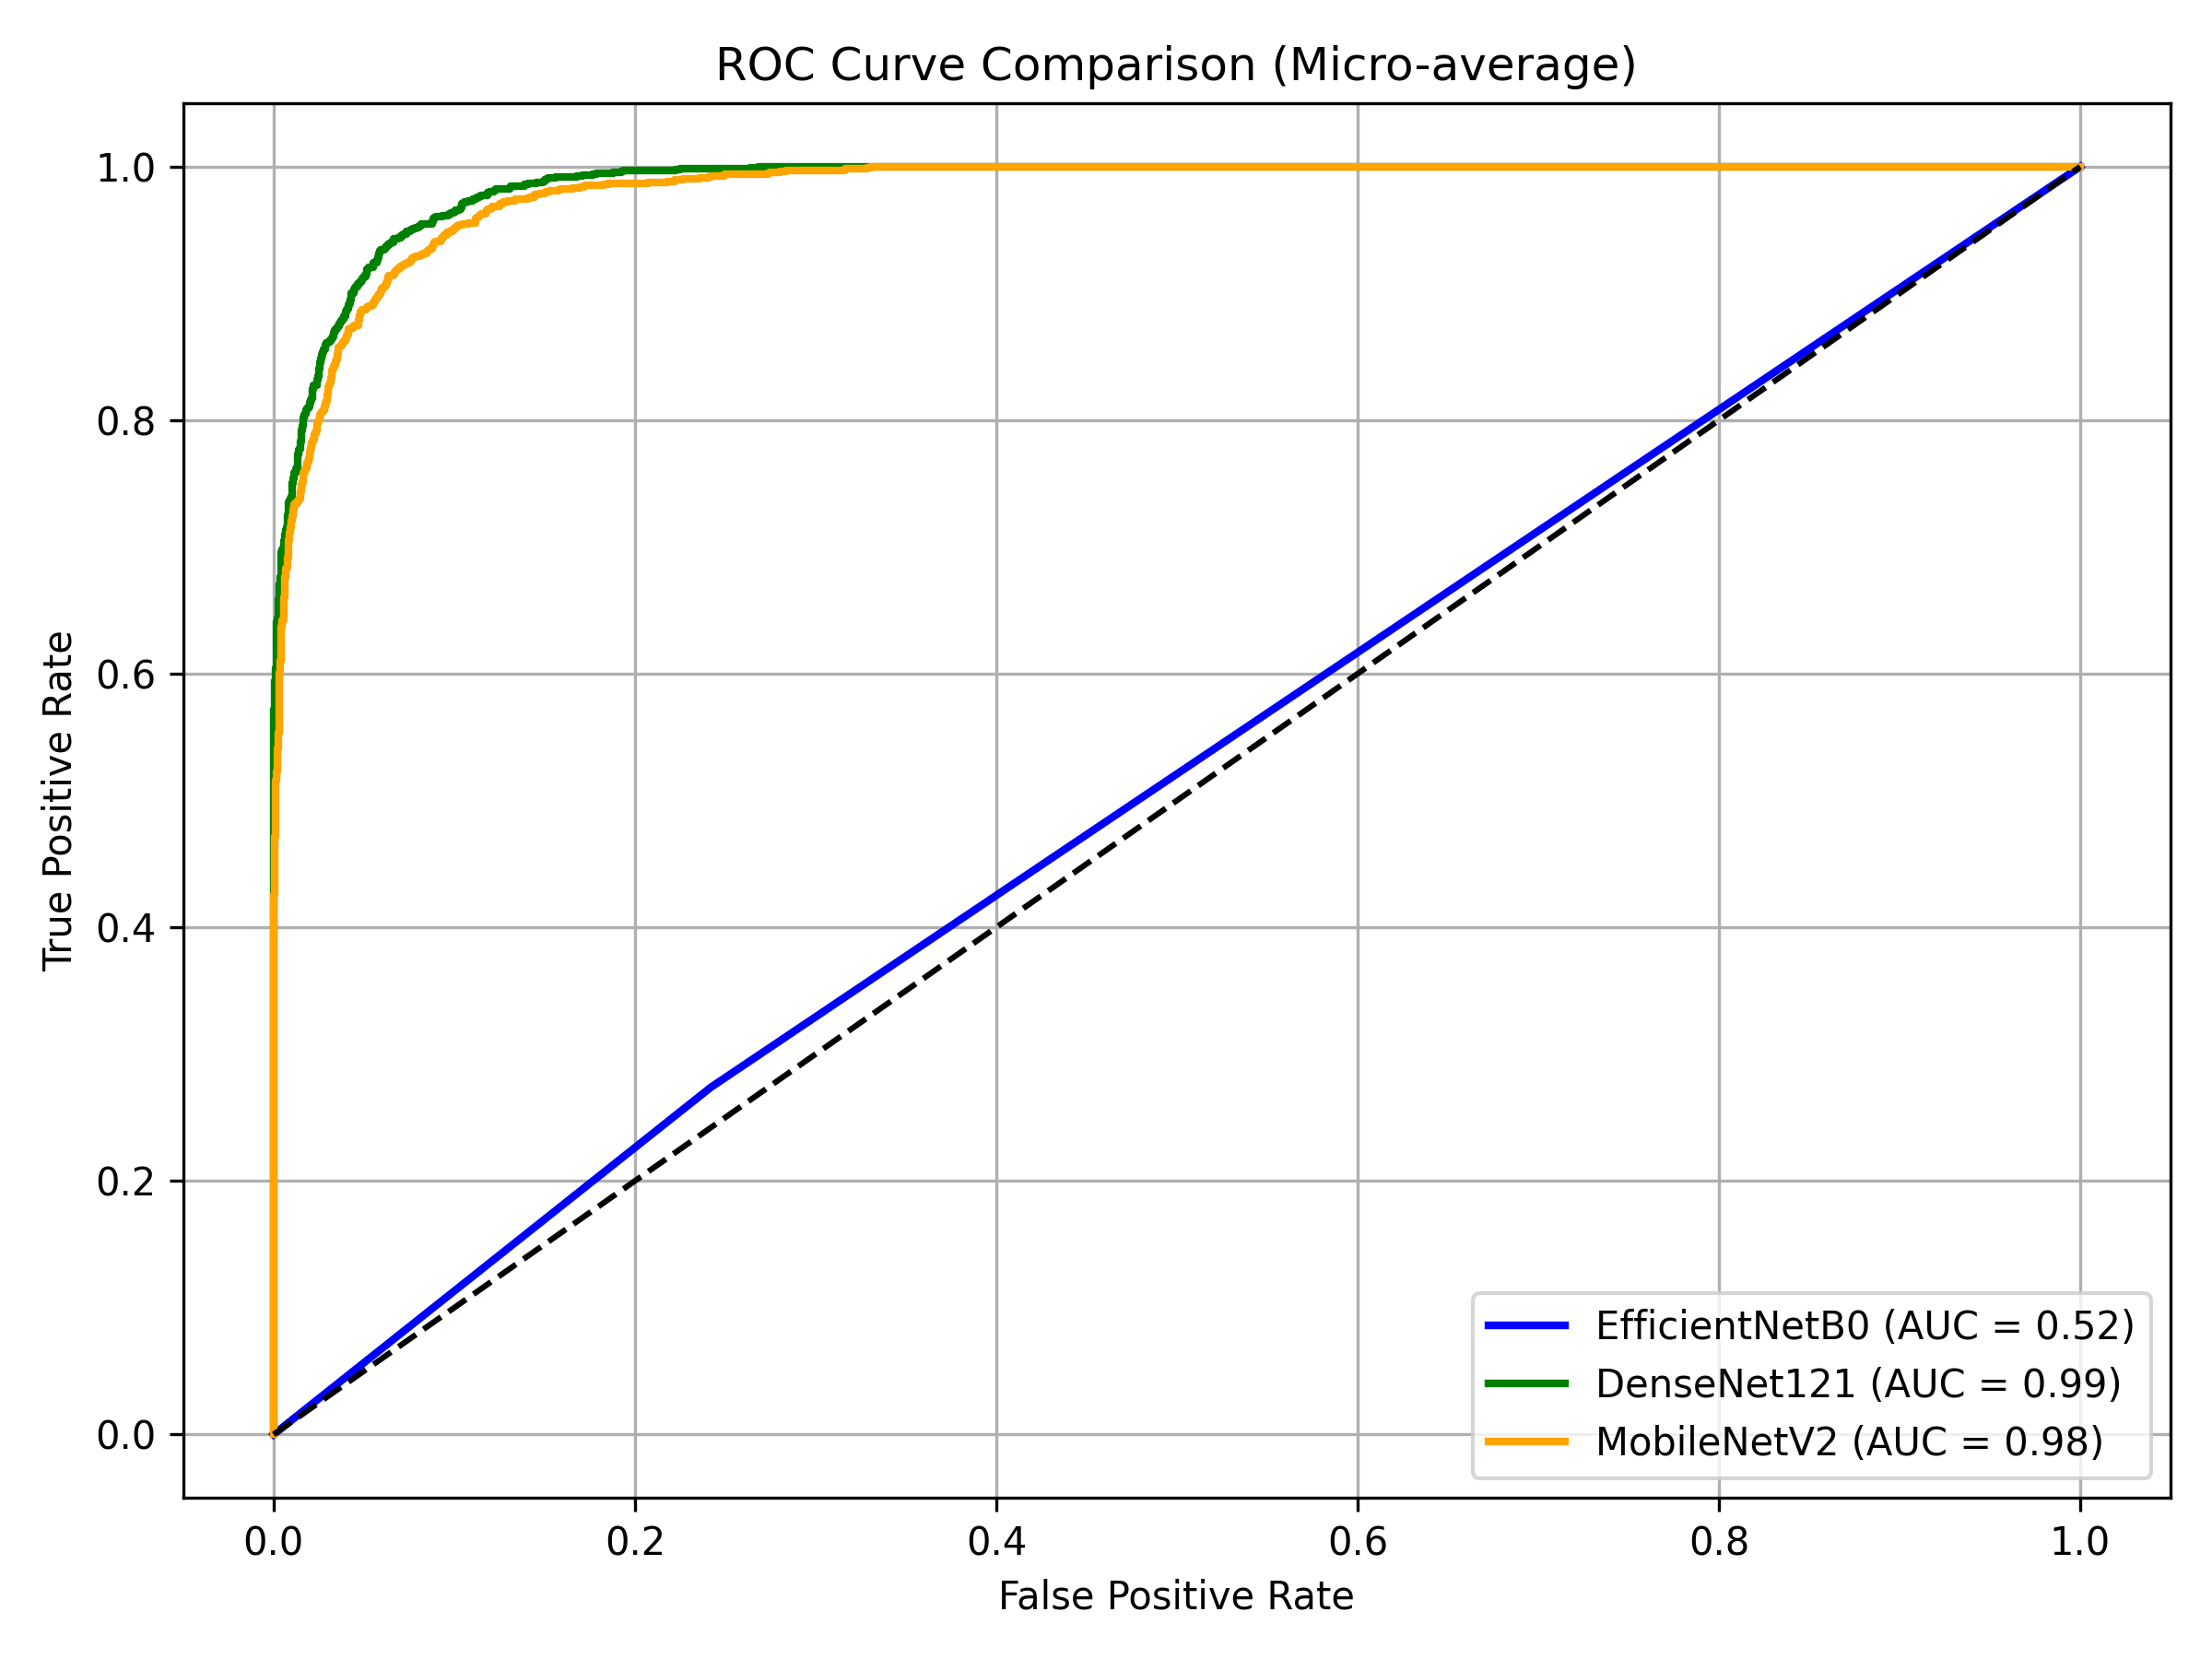 ROC Curve Comparison (Micro-average)
True Positive Rate
1.0
0.8
0.6
0.4
0.2
0.0
0.0 0.2 0.4 0.6 0.8 1.0
False Positive Rate
EfficientNetB0 (AUC = 0.52)
DenseNet121 (AUC = 0.99)
MobileNetV2 (AUC = 0.98)